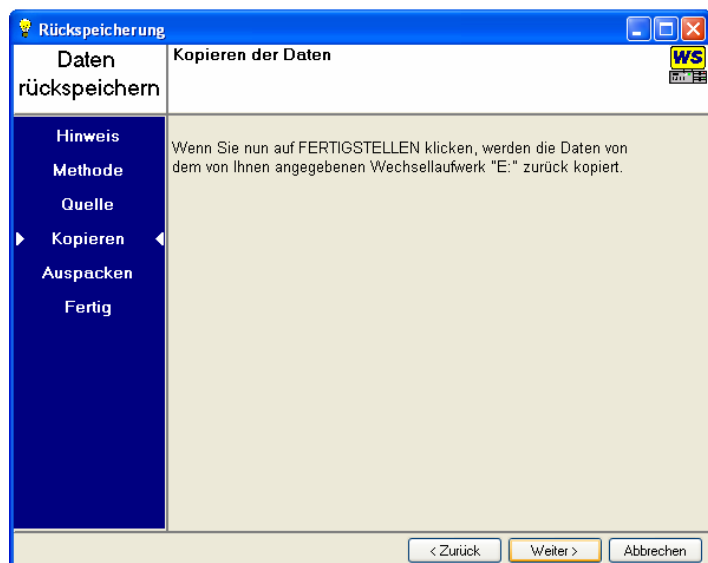 Rückspeicherung
Daten
rückspeichern
Kopieren der Daten
WS
Hinweis
Methode
Quelle
Kopieren
Auspacken
Fertig
Wenn Sie nun auf FERTIGSTELLEN klicken, werden die Daten von
dem von Ihnen angegebenen Wechsellaufwerk "E:" zurück kopiert.
< Zurück
Weiter >
Abbrechen